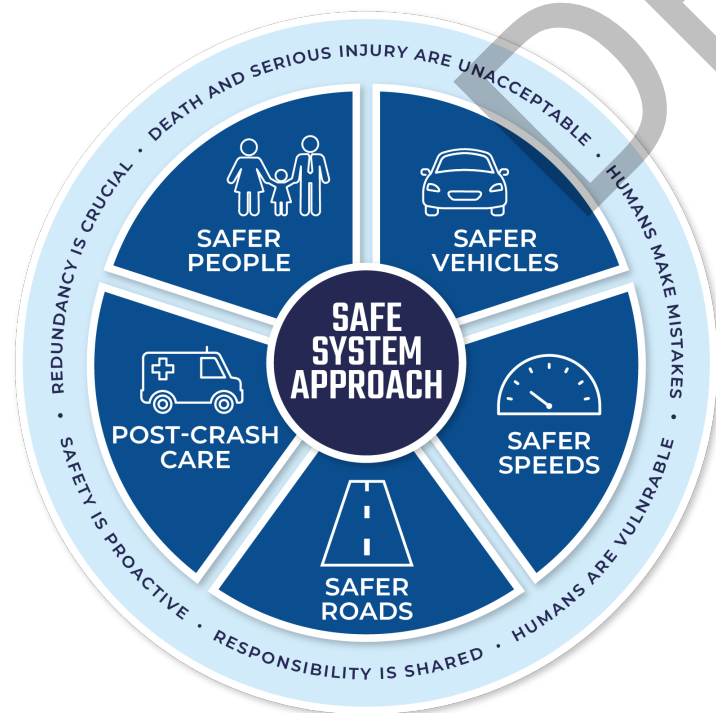 DEATH AND SERIOUS INJURY ARE UNACCEPTABLE
HUMANS MAKE MISTAKES
HUMANS ARE VULNRABLE
RESPONSIBILITY IS SHARED
SAFETY IS PROACTIVE
REDUNDANCY IS CRUCIAL
SAFER
PEOPLE
SAFER
VEHICLES
SAFE
SYSTEM
APPROACH
POST-CRASH
CARE
SAFER
SPEEDS
SAFER
ROADS